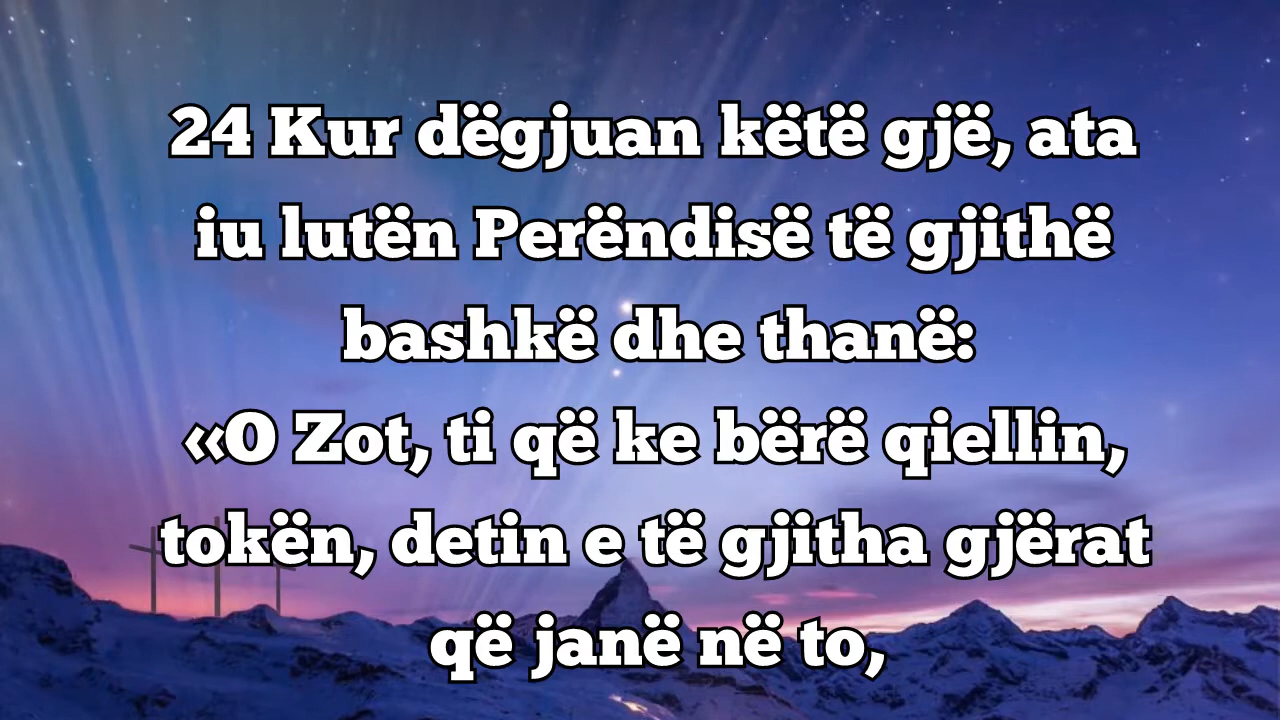 24 Kur dëgjuan këtë gjë, ata
iu lutën Perëndisë të gjithë
bashkë dhe thanë:
«O Zot, ti që ke bërë qiellin,
tokën, detin e të gjitha gjërat
që janë në to,